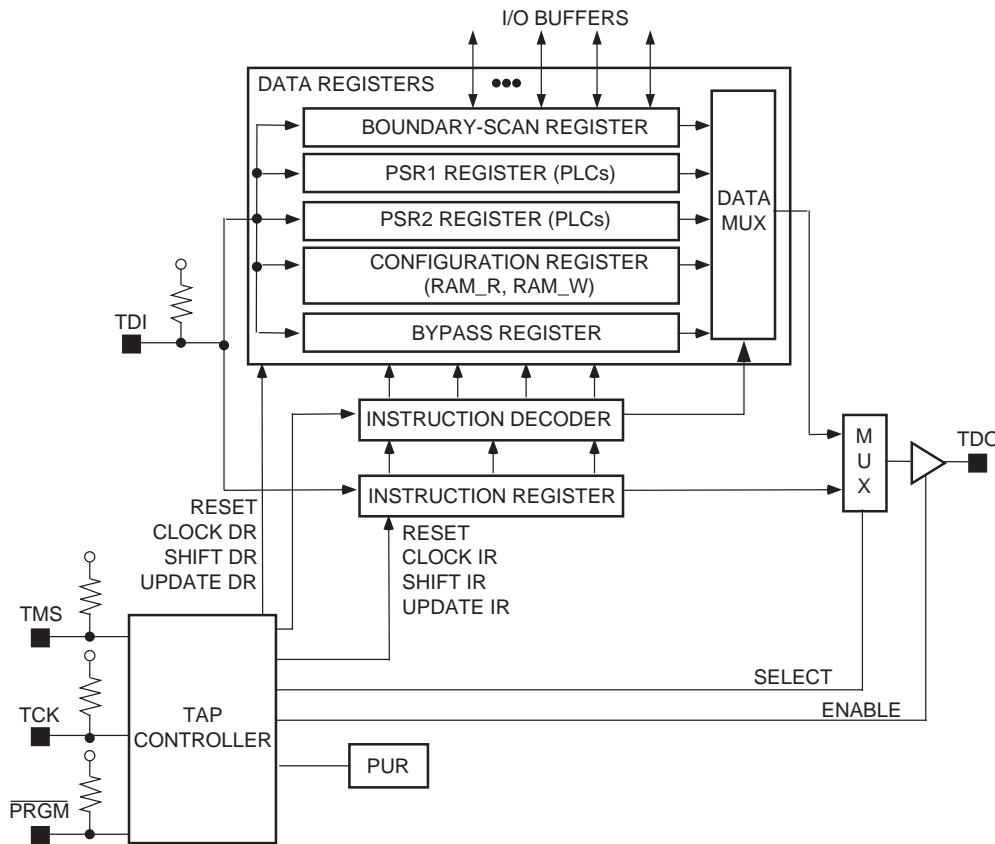 I/O BUFFERS
DATA REGISTERS
BOUNDARY-SCAN REGISTER
PSR1 REGISTER (PLCs)
PSR2 REGISTER (PLCs)
CONFIGURATION REGISTER
(RAM_R, RAM_W)
BYPASS REGISTER
DATA
MUX
TDI
INSTRUCTION DECODER
INSTRUCTION REGISTER
M
U
X
TDO
RESET
CLOCK DR
SHIFT DR
UPDATE DR
RESET
CLOCK IR
SHIFT IR
UPDATE IR
TMS
TCK
PRGM
TAP
CONTROLLER
SELECT
ENABLE
PUR